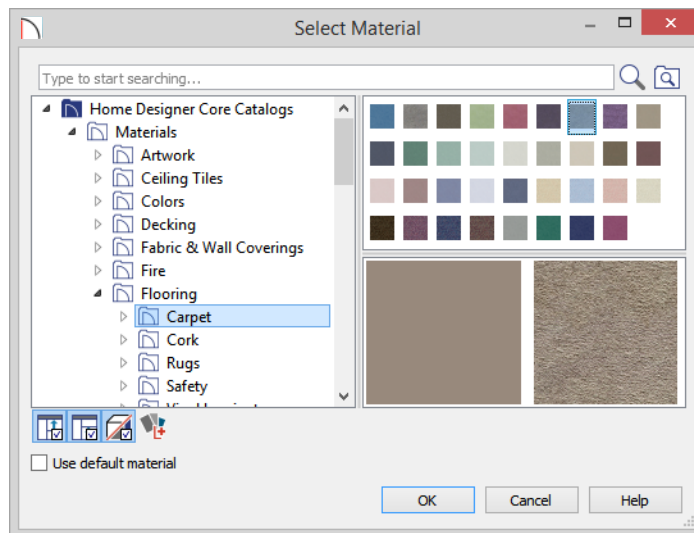 Select Material
Type to start searching...
Home Designer Core Catalogs
Materials
Artwork
Ceiling Tiles
Colors
Decking
Fabric & Wall Coverings
Fire
Flooring
Carpet
Cork
Rugs
Safety
Use default material
OK
Cancel
Help